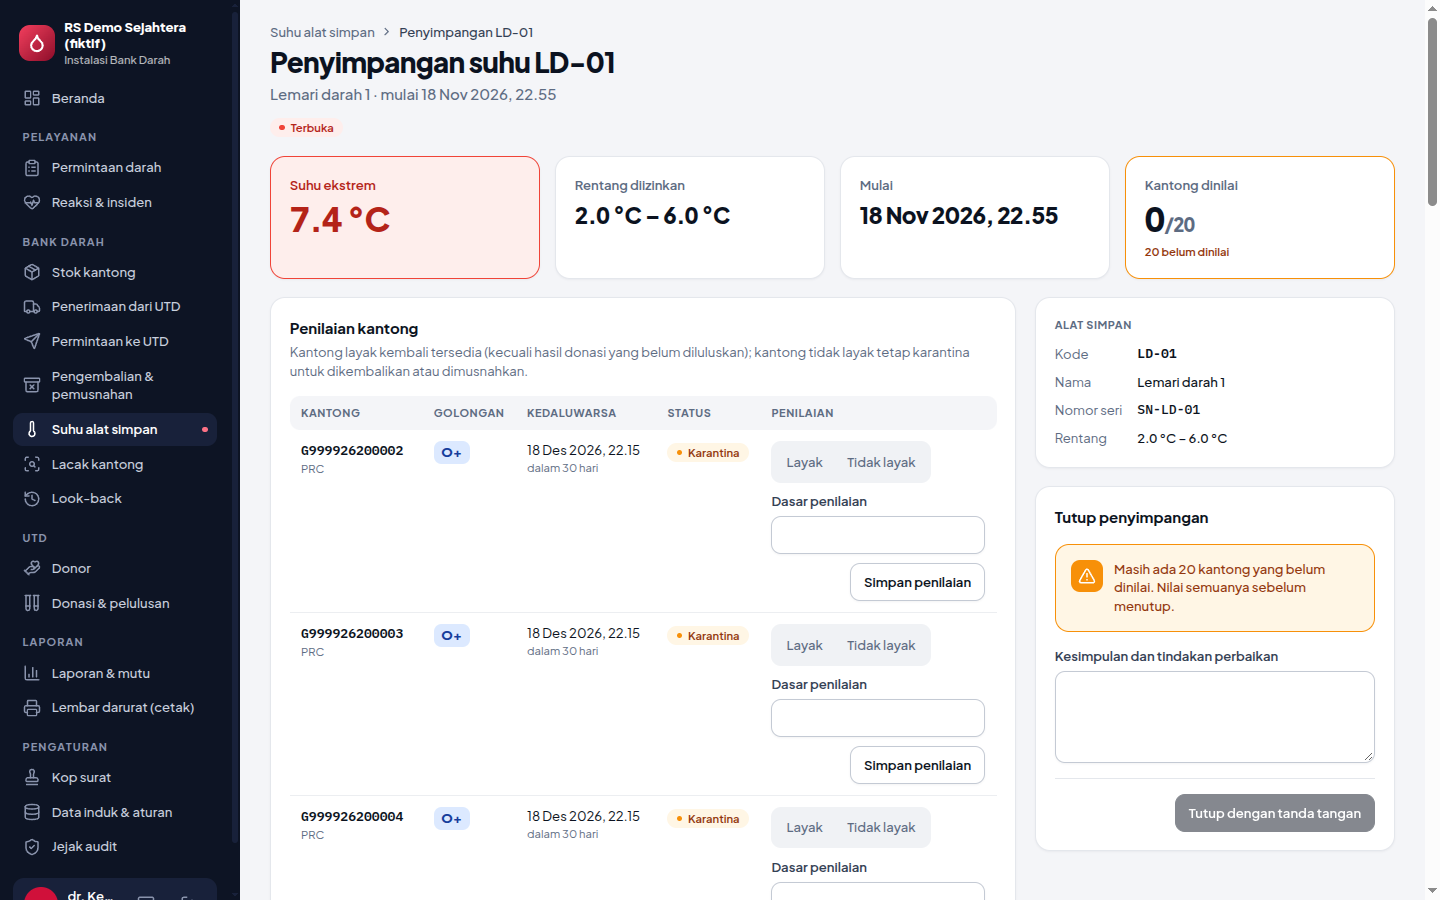 RS Demo Sejahtera
(fiktif)
Instalasi Bank Darah
Beranda
PELAYANAN
Permintaan darah
Reaksi & insiden
BANK DARAH
Stok kantong
Penerimaan dari UTD
Permintaan ke UTD
Pengembalian &
pemusnahan
Suhu alat simpan
Lacak kantong
Look-back
UTD
Donor
Donasi & pelulusan
LAPORAN
Laporan & mutu
Lembar darurat (cetak)
PENGATURAN
Kop surat
Data induk & aturan
Jejak audit
dr. Ke...
Suhu alat simpan > Penyimpangan LD-01
Penyimpangan suhu LD-01
Lemari darah 1 · mulai 18 Nov 2026, 22.55
Terbuka
Suhu ekstrem
7.4 °C
Rentang diizinkan
2.0 °C – 6.0 °C
Mulai
18 Nov 2026, 22.55
Kantong dinilai
0/20
20 belum dinilai
Penilaian kantong
Kantong layak kembali tersedia (kecuali hasil donasi yang belum diluluskan); kantong tidak layak tetap karantina
untuk dikembalikan atau dimusnahkan.
KANTONG GOLONGAN KEDALUWARSA STATUS PENILAIAN
G999926200002 O+ 18 Des 2026, 22.15 Karantina Layak Tidak layak
PRC dalam 30 hari
Dasar penilaian
Simpan penilaian
G999926200003 O+ 18 Des 2026, 22.15 Karantina Layak Tidak layak
PRC dalam 30 hari
Dasar penilaian
Simpan penilaian
G999926200004 O+ 18 Des 2026, 22.15 Karantina Layak Tidak layak
PRC dalam 30 hari
Dasar penilaian
ALAT SIMPAN
Kode LD-01
Nama Lemari darah 1
Nomor seri SN-LD-01
Rentang 2.0 °C – 6.0 °C
Tutup penyimpangan
Masih ada 20 kantong yang belum
dinilai. Nilai semuanya sebelum
menutup.
Kesimpulan dan tindakan perbaikan
Tutup dengan tanda tangan